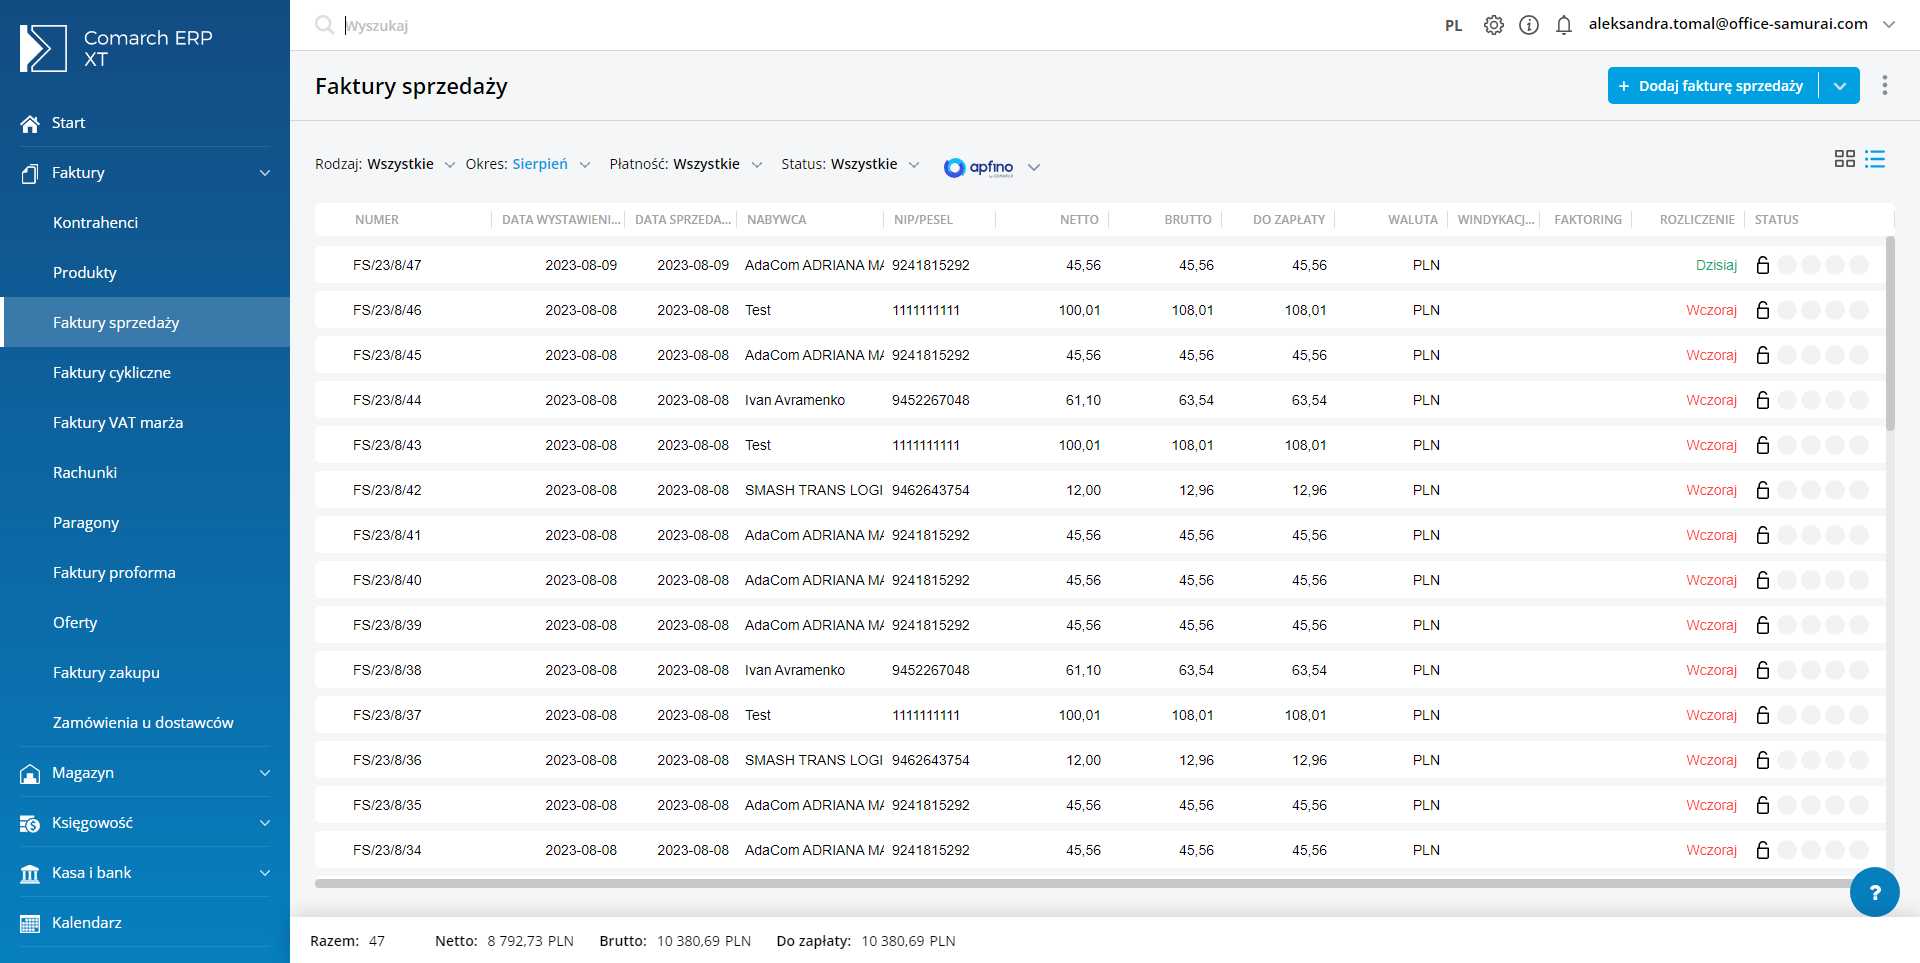 Comarch ERP
XT
Start
Faktury
Kontrahenci
Produkty
Faktury sprzedaży
Faktury cykliczne
Faktury VAT marża
Rachunki
Paragony
Faktury proforma
Oferty
Faktury zakupu
Zamówienia u dostawców
Magazyn
Księgowość
Kasa i bank
Kalendarz
Wyszukaj
PL aleksandra.tomal@office-samurai.com
Faktury sprzedaży
+ Dodaj fakturę sprzedaży
Rodzaj: Wszystkie Okres: Sierpień Płatność: Wszystkie Status: Wszystkie apfino
NUMER DATA WYSTAWIENI... DATA SPRZEDA... NABYWCA NIP/PESEL NETTO BRUTTO DO ZAPŁATY WALUTA WINDYKACJ... FAKTORING ROZLICZENIE STATUS
FS/23/8/47 2023-08-09 2023-08-09 AdaCom ADRIANA MA 9241815292 45,56 45,56 45,56 PLN Dzisiaj
FS/23/8/46 2023-08-08 2023-08-08 Test 1111111111 100,01 108,01 108,01 PLN Wczoraj
FS/23/8/45 2023-08-08 2023-08-08 AdaCom ADRIANA MA 9241815292 45,56 45,56 45,56 PLN Wczoraj
FS/23/8/44 2023-08-08 2023-08-08 Ivan Avramenko 9452267048 61,10 63,54 63,54 PLN Wczoraj
FS/23/8/43 2023-08-08 2023-08-08 Test 1111111111 100,01 108,01 108,01 PLN Wczoraj
FS/23/8/42 2023-08-08 2023-08-08 SMASH TRANS LOGI 9462643754 12,00 12,96 12,96 PLN Wczoraj
FS/23/8/41 2023-08-08 2023-08-08 AdaCom ADRIANA MA 9241815292 45,56 45,56 45,56 PLN Wczoraj
FS/23/8/40 2023-08-08 2023-08-08 AdaCom ADRIANA MA 9241815292 45,56 45,56 45,56 PLN Wczoraj
FS/23/8/39 2023-08-08 2023-08-08 AdaCom ADRIANA MA 9241815292 45,56 45,56 45,56 PLN Wczoraj
FS/23/8/38 2023-08-08 2023-08-08 Ivan Avramenko 9452267048 61,10 63,54 63,54 PLN Wczoraj
FS/23/8/37 2023-08-08 2023-08-08 Test 1111111111 100,01 108,01 108,01 PLN Wczoraj
FS/23/8/36 2023-08-08 2023-08-08 SMASH TRANS LOGI 9462643754 12,00 12,96 12,96 PLN Wczoraj
FS/23/8/35 2023-08-08 2023-08-08 AdaCom ADRIANA MA 9241815292 45,56 45,56 45,56 PLN Wczoraj
FS/23/8/34 2023-08-08 2023-08-08 AdaCom ADRIANA MA 9241815292 45,56 45,56 45,56 PLN Wczoraj
?
Razem: 47 Netto: 8 792,73 PLN Brutto: 10 380,69 PLN Do zapłaty: 10 380,69 PLN